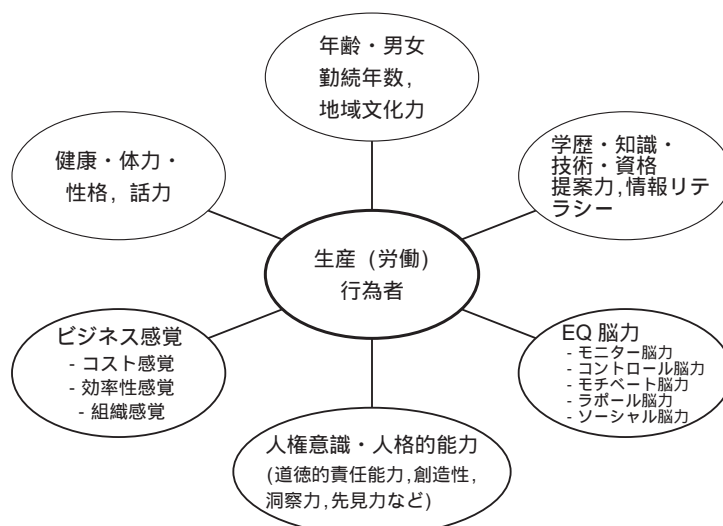 年齢・男女
勤続年数,
地域文化力
健康・体力・
性格, 話力
学歴・知識・
技術・資格
提案力,情報リテ
ラシー
生産 (労働)
行為者
ビジネス感覚
- コスト感覚
- 効率性感覚
- 組織感覚
EQ 脳力
- モニター脳力
- コントロール脳力
- モチベート脳力
- ラポール脳力
- ソーシャル脳力
人権意識・人格的能力
(道徳的責任能力,創造性,
洞察力,先見力など)